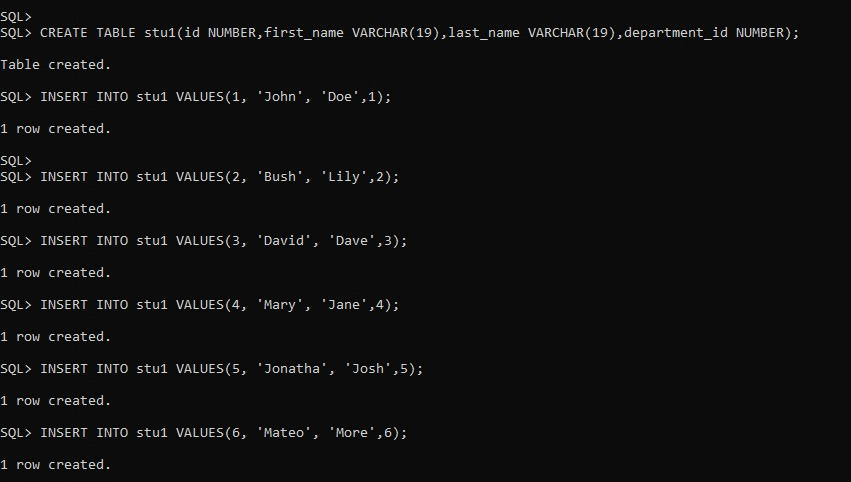 SQL>
SQL> CREATE TABLE stu1(id NUMBER,first_name VARCHAR(19),last_name VARCHAR(19),department_id NUMBER);
Table created.
SQL> INSERT INTO stu1 VALUES(1, 'John', 'Doe',1);
1 row created.
SQL>
SQL> INSERT INTO stu1 VALUES(2, 'Bush', 'Lily',2);
1 row created.
SQL> INSERT INTO stu1 VALUES(3, 'David', 'Dave',3);
1 row created.
SQL> INSERT INTO stu1 VALUES(4, 'Mary', 'Jane',4);
1 row created.
SQL> INSERT INTO stu1 VALUES(5, 'Jonatha', 'Josh',5);
1 row created.
SQL> INSERT INTO stu1 VALUES(6, 'Mateo', 'More',6);
1 row created.